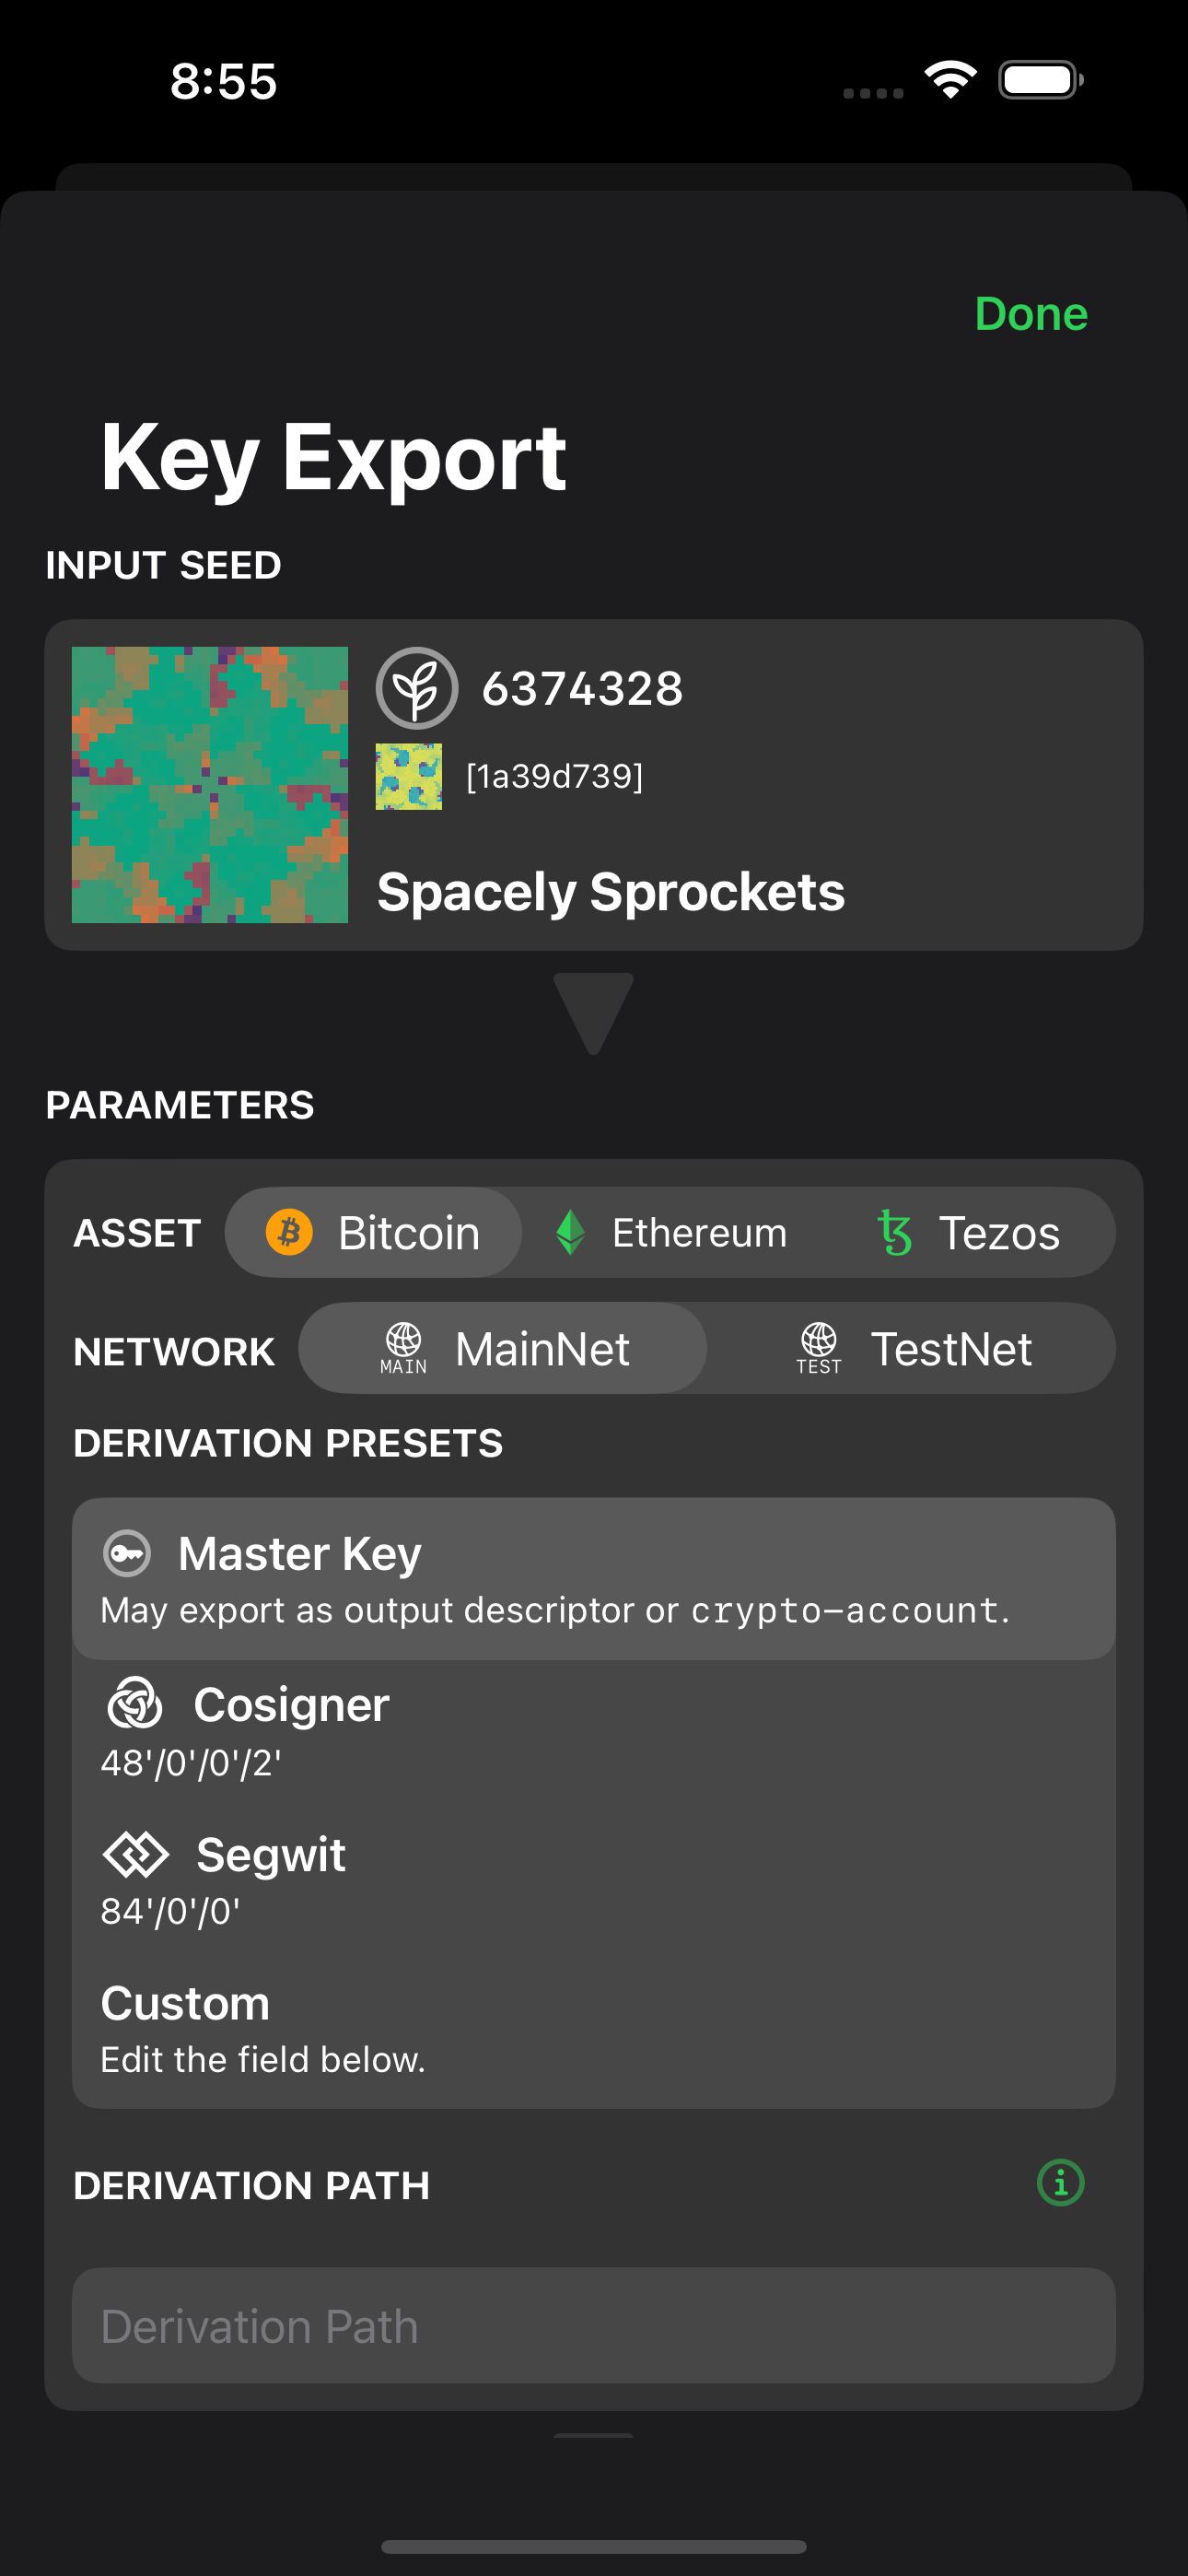 8:55
Done
Key Export
INPUT SEED
6374328
[1a39d739]
Spacely Sprockets
PARAMETERS
ASSET Bitcoin Ethereum Tezos
NETWORK MAIN MainNet TEST TestNet
DERIVATION PRESETS
Master Key
May export as output descriptor or crypto-account.
Cosigner
48'/0'/0'/2'
Segwit
84'/0'/0'
Custom
Edit the field below.
DERIVATION PATH
Derivation Path